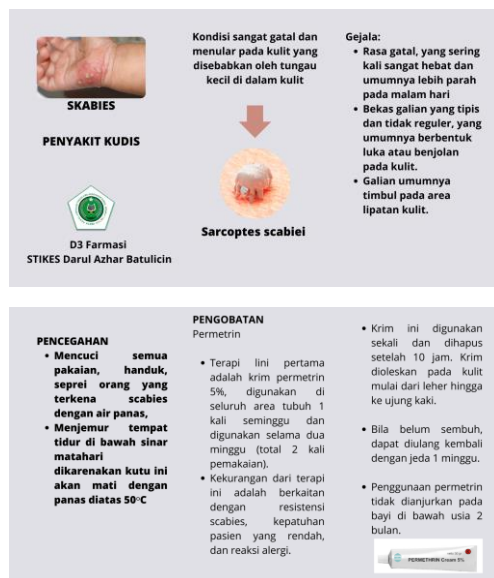 SKABIES
PENYAKIT KUDIS
D3 Farmasi
STIKES Darul Azhar Batulicin
Kondisi sangat gatal dan
menular pada kulit yang
disebabkan oleh tungau
kecil di dalam kulit
Sarcoptes scabiei
Gejala:
• Rasa gatal, yang sering
kali sangat hebat dan
umumnya lebih parah
pada malam hari
• Bekas galian yang tipis
dan tidak reguler, yang
umumnya berbentuk
luka atau benjolan
pada kulit.
• Galian umumnya
timbul pada area
lipatan kulit.
PENCEGAHAN
• Mencuci semua
pakaian, handuk,
seprei orang yang
terkena scabies
dengan air panas,
• Menjemur tempat
tidur di bawah sinar
matahari
dikarenakan kutu ini
akan mati dengan
panas diatas 50°C
PENGOBATAN
Permetrin
• Terapi lini pertama
adalah krim permetrin
5%, digunakan di
seluruh area tubuh 1
kali seminggu dan
digunakan selama dua
minggu (total 2 kali
pemakaian).
• Kekurangan dari terapi
ini adalah berkaitan
dengan resistensi
scabies, kepatuhan
pasien yang rendah,
dan reaksi alergi.
• Krim ini digunakan
sekali dan dihapus
setelah 10 jam. Krim
dioleskan pada kulit
mulai dari leher hingga
ke ujung kaki.
• Bila belum sembuh,
dapat diulang kembali
dengan jeda 1 minggu.
• Penggunaan permetrin
tidak dianjurkan pada
bayi di bawah usia 2
bulan.
PERMETHRIN Cream 5%